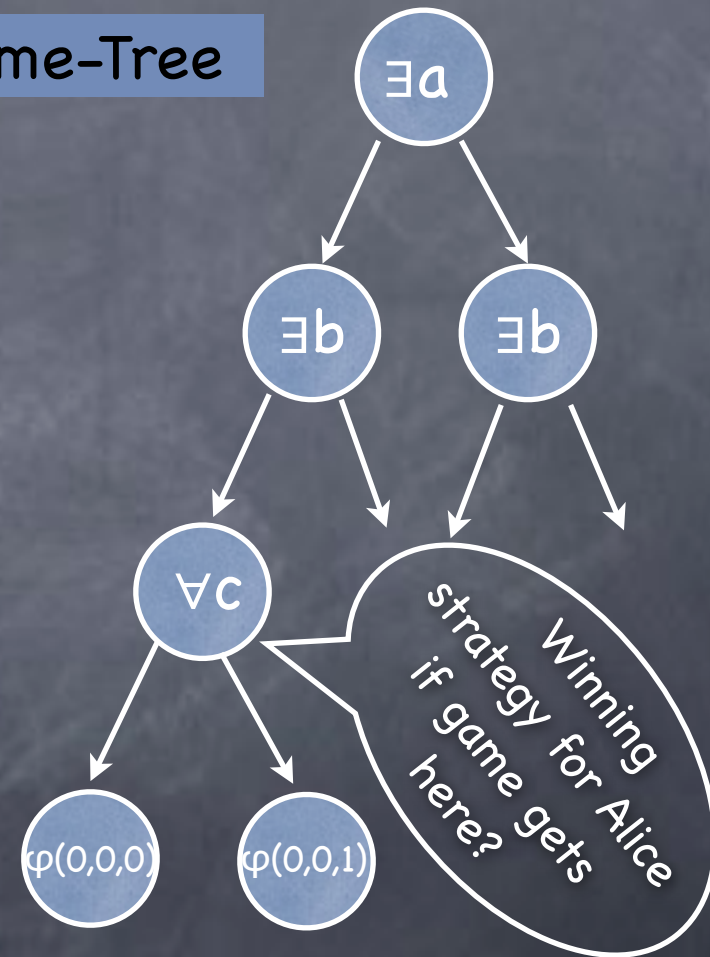 me-Tree
∃a
∃b ∃b
∀c
Winning
strategy for Alice
if game gets
here?
φ(0,0,0) φ(0,0,1)